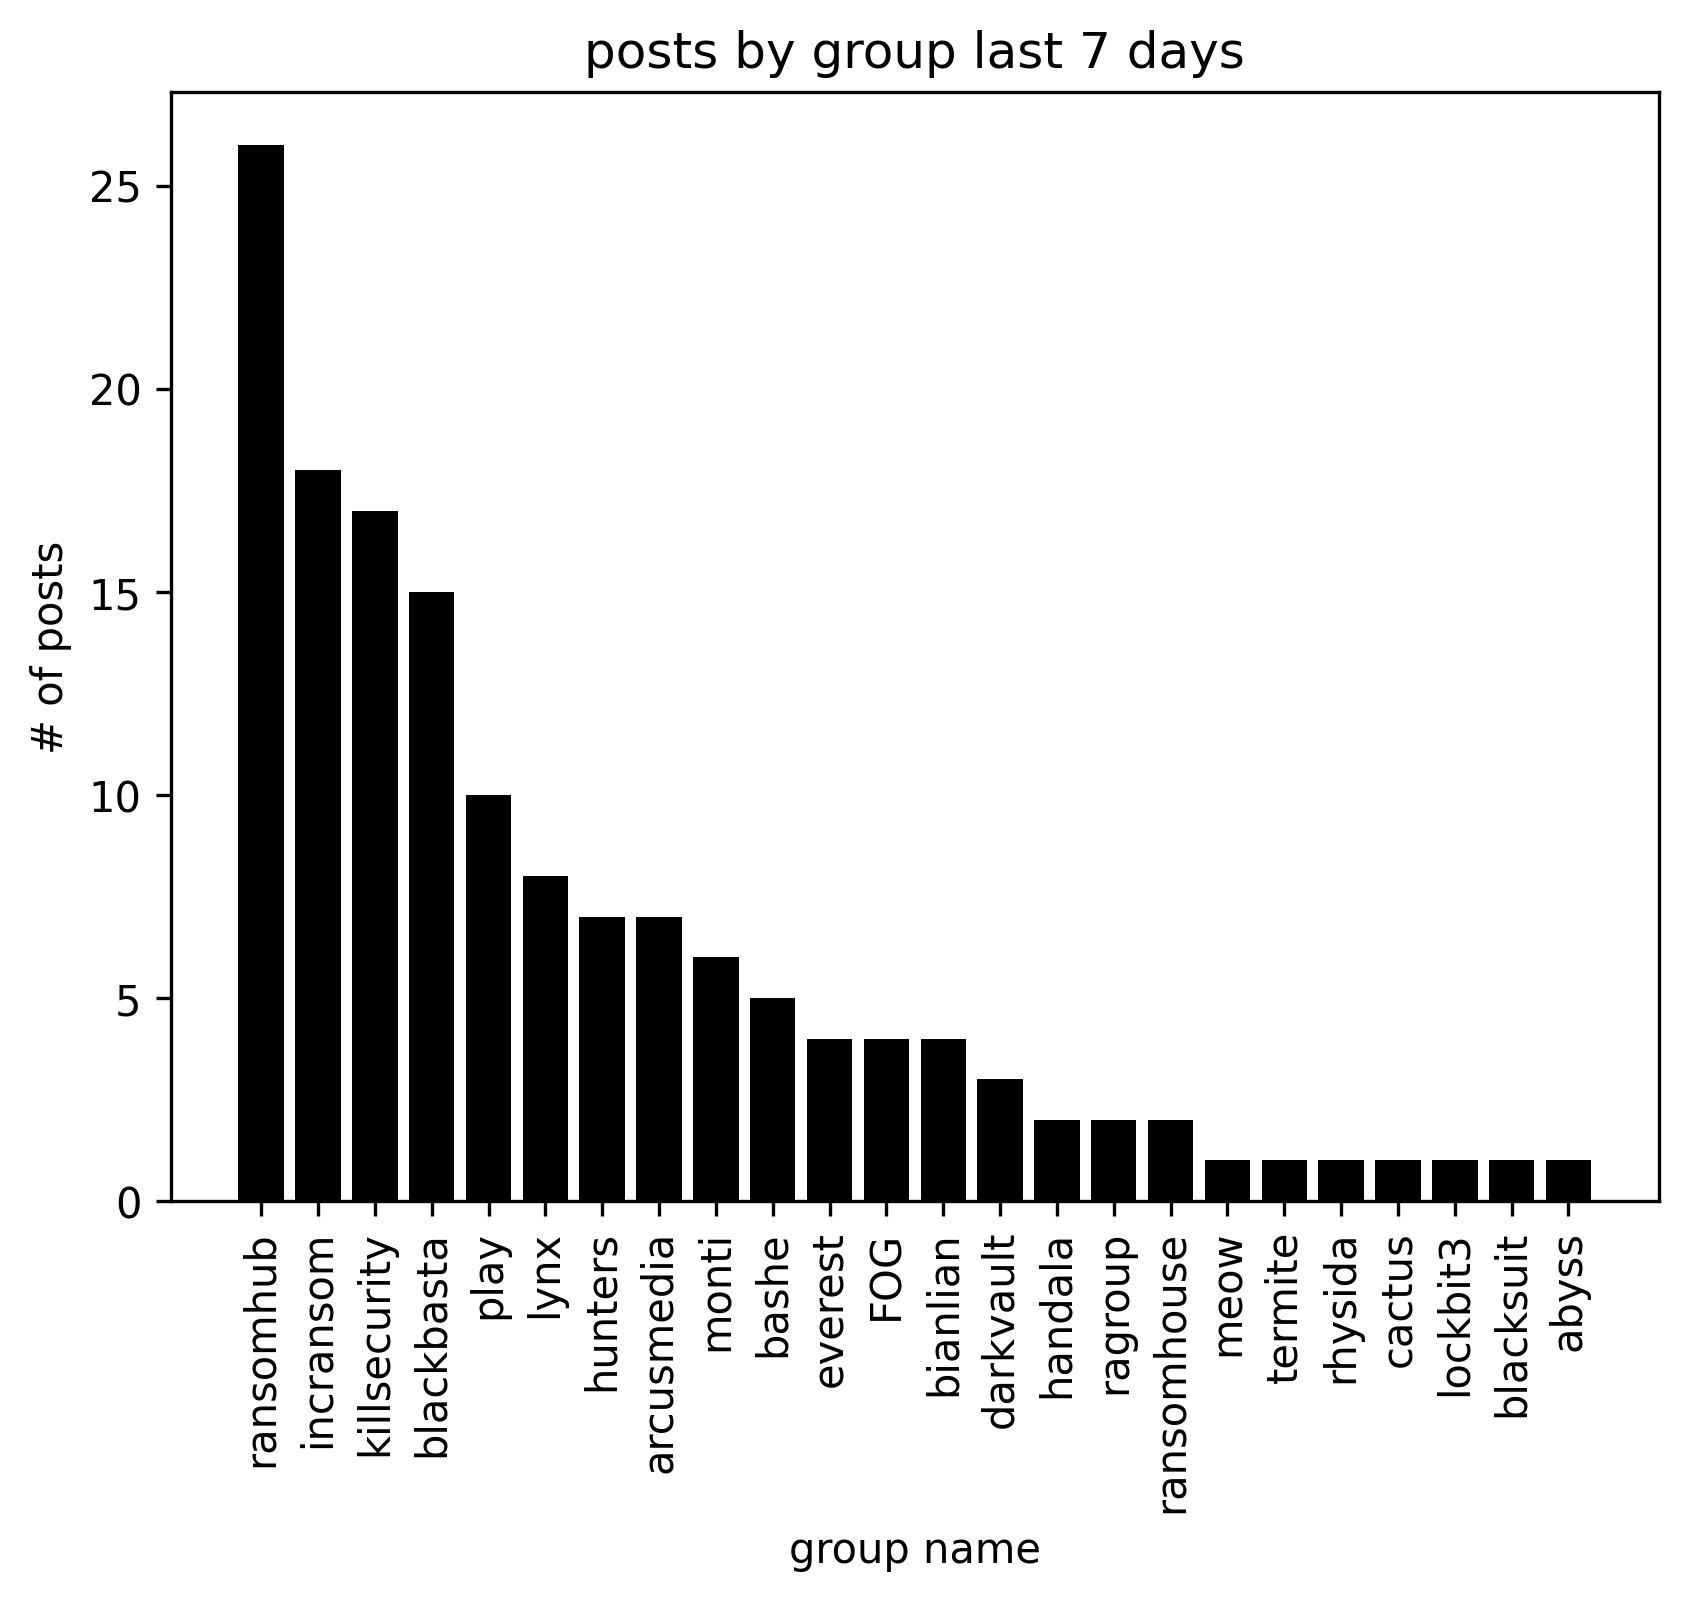 posts by group last 7 days
# of posts
25
20
15
10
5
0
ransomhub
incransom
killsecurity
blackbasta
play
lynx
hunters
arcusmedia
monti
bashe
everest
FOG
bianlian
darkvault
handala
ragroup
ransomhouse
meow
termite
rhysida
cactus
lockbit3
blacksuit
abyss
group name